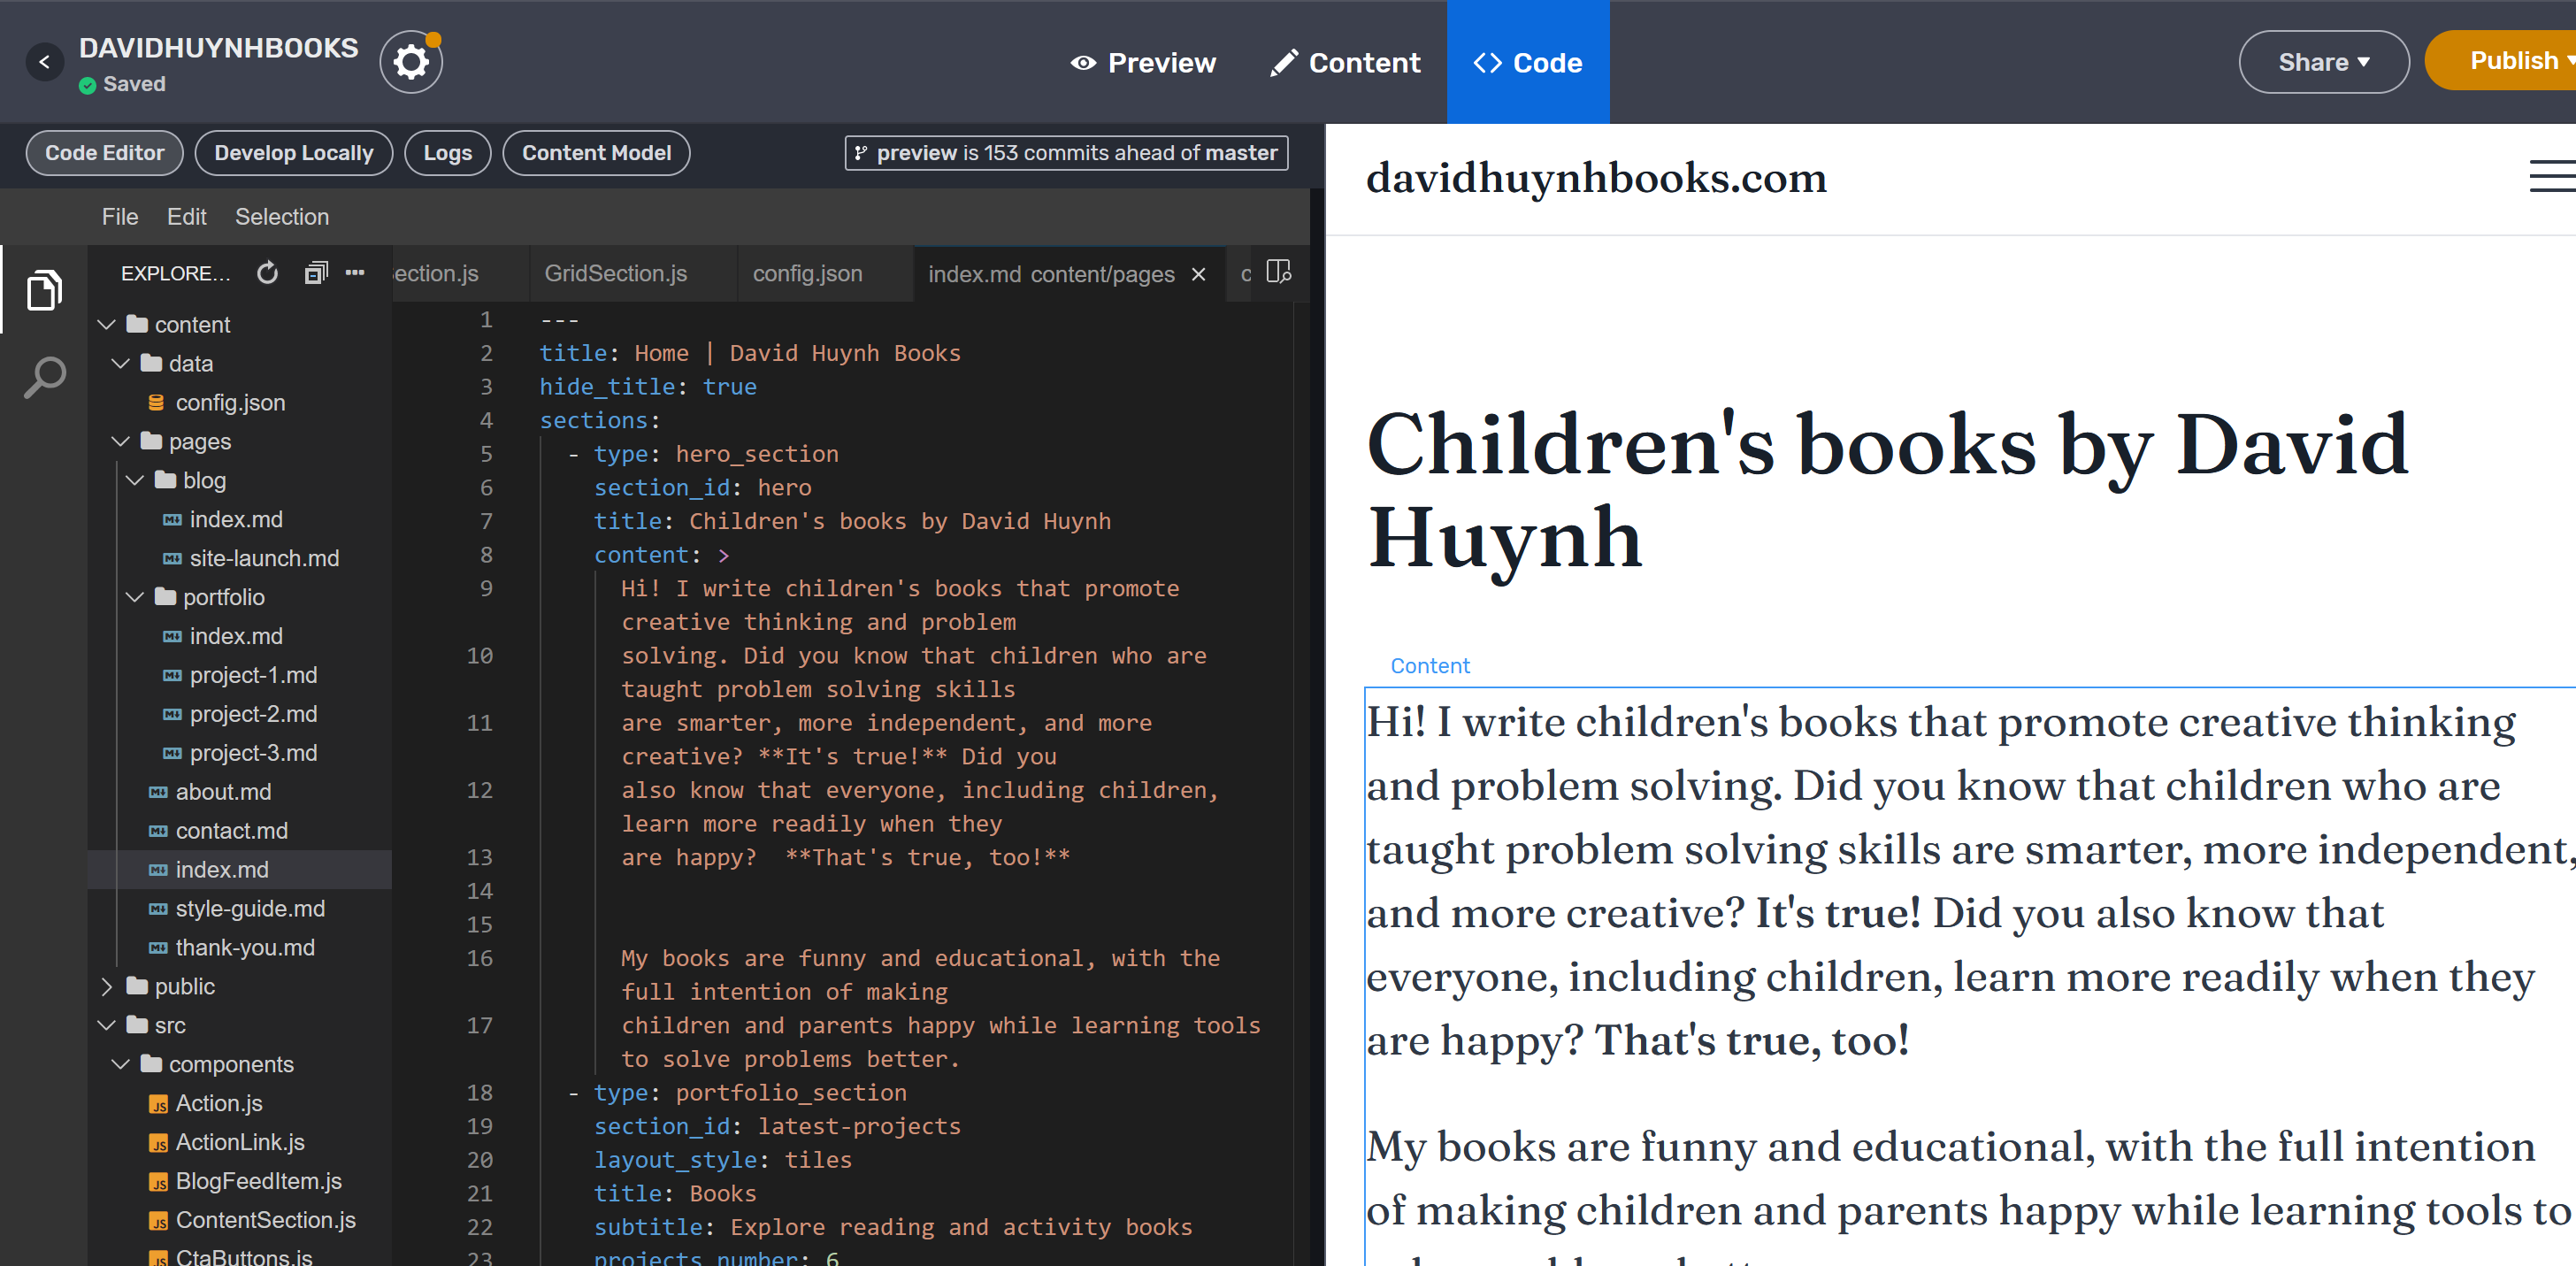 DAVIDHUYNHBOOKS
Saved
Preview
Content
Code
Share
Publish
Code Editor
Develop Locally
Logs
Content Model
preview is 153 commits ahead of master
File
Edit
Selection
EXPLORE...
content
data
config.json
pages
blog
index.md
site-launch.md
portfolio
index.md
project-1.md
project-2.md
project-3.md
about.md
contact.md
index.md
style-guide.md
thank-you.md
public
src
components
Action.js
ActionLink.js
BlogFeedItem.js
ContentSection.js
CtaButtons.js
ection.js
GridSection.js
config.json
index.md content/pages
c
1 ---
2 title: Home | David Huynh Books
3 hide_title: true
4 sections:
5 - type: hero_section
6 section_id: hero
7 title: Children's books by David Huynh
8 content: >
9 Hi! I write children's books that promote
creative thinking and problem
10 solving. Did you know that children who are
taught problem solving skills
11 are smarter, more independent, and more
creative? **It's true!** Did you
12 also know that everyone, including children,
learn more readily when they
13 are happy?  **That's true, too!**
14
15
16 My books are funny and educational, with the
full intention of making
17 children and parents happy while learning tools
to solve problems better.
18 - type: portfolio_section
19 section_id: latest-projects
20 layout_style: tiles
21 title: Books
22 subtitle: Explore reading and activity books
23 projects_number: 6
davidhuynhbooks.com
Children's books by David
Huynh
Content
Hi! I write children's books that promote creative thinking
and problem solving. Did you know that children who are
taught problem solving skills are smarter, more independent,
and more creative? It's true! Did you also know that
everyone, including children, learn more readily when they
are happy? That's true, too!
My books are funny and educational, with the full intention
of making children and parents happy while learning tools to